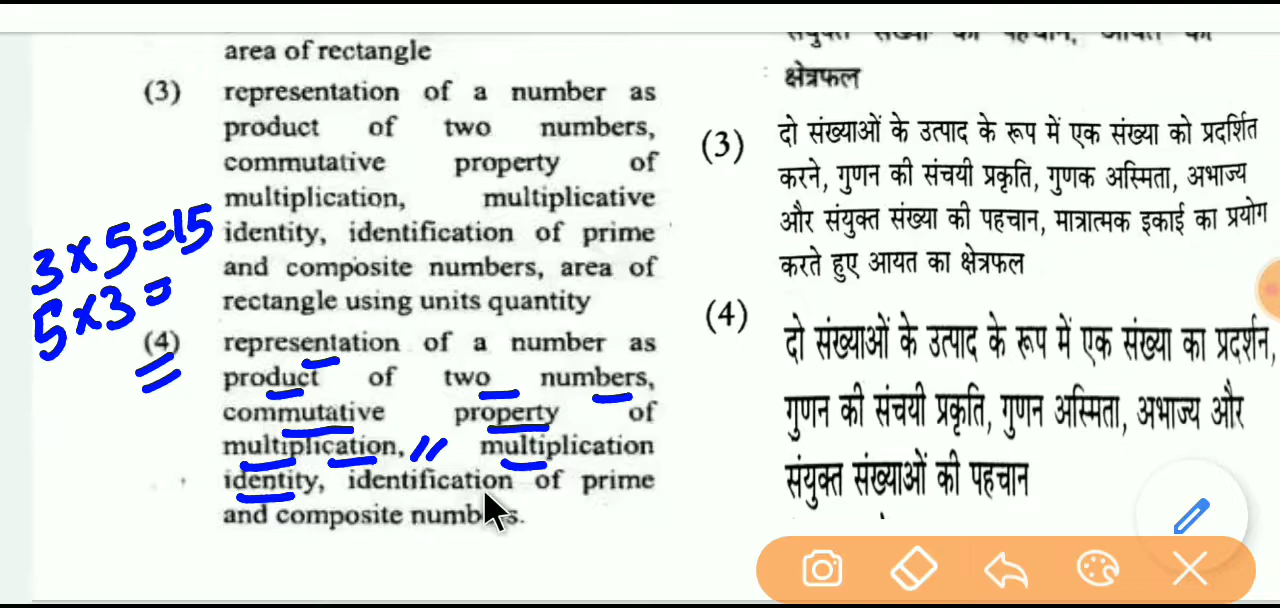 area of rectangle
(3) representation of a number as
product of two numbers,
commutative property of
multiplication, multiplicative
identity, identification of prime
and composite numbers, area of
rectangle using units quantity
(4) representation of a number as
product of two numbers,
commutative property of
multiplication, multiplication
identity, identification of prime
and composite numbers.
3 x 5 = 15
5 x 3 =
संयुक्त संख्या की पहचान, आयत का
क्षेत्रफल
(3) दो संख्याओं के उत्पाद के रूप में एक संख्या को प्रदर्शित
करने, गुणन की संचयी प्रकृति, गुणक अस्मिता, अभाज्य
और संयुक्त संख्या की पहचान, मात्रात्मक इकाई का प्रयोग
करते हुए आयत का क्षेत्रफल
(4) दो संख्याओं के उत्पाद के रूप में एक संख्या का प्रदर्शन,
गुणन की संचयी प्रकृति, गुणन अस्मिता, अभाज्य और
संयुक्त संख्याओं की पहचान